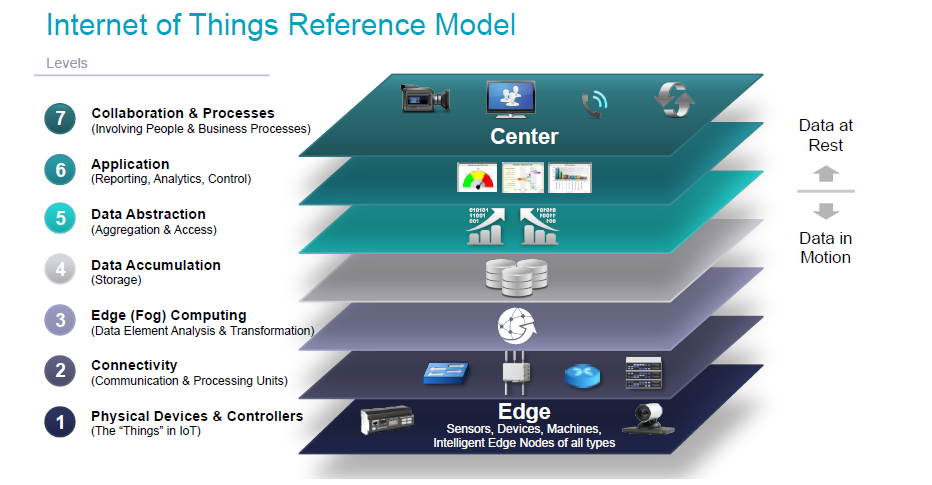 Internet of Things Reference Model
Levels
7
Collaboration & Processes
(Involving People & Business Processes)
6
Application
(Reporting, Analytics, Control)
5
Data Abstraction
(Aggregation & Access)
4
Data Accumulation
(Storage)
3
Edge (Fog) Computing
(Data Element Analysis & Transformation)
2
Connectivity
(Communication & Processing Units)
1
Physical Devices & Controllers
(The “Things” in IoT)
Center
010101
11001
001
Edge
Sensors, Devices, Machines,
Intelligent Edge Nodes of all types
Data at
Rest
Data in
Motion